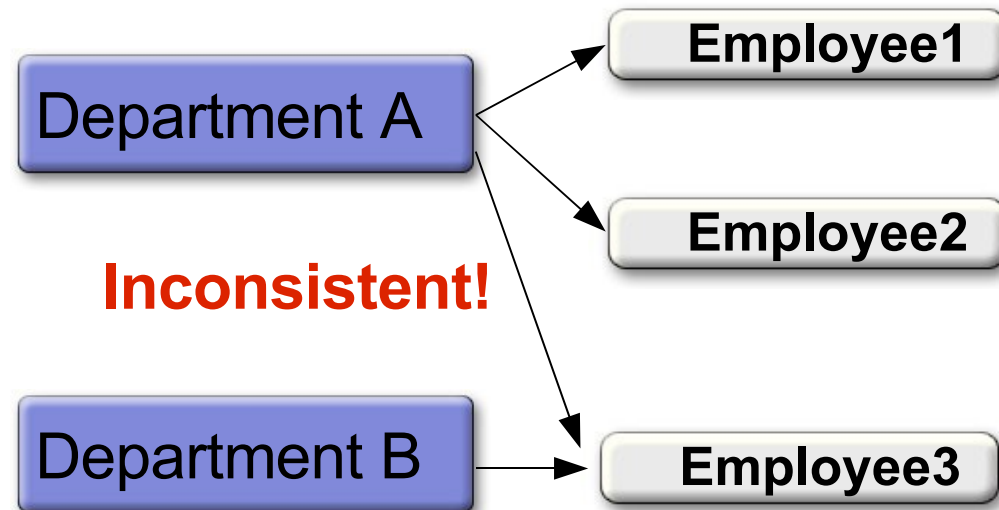 Employee1
Department A
Employee2
Inconsistent!
Department B
Employee3